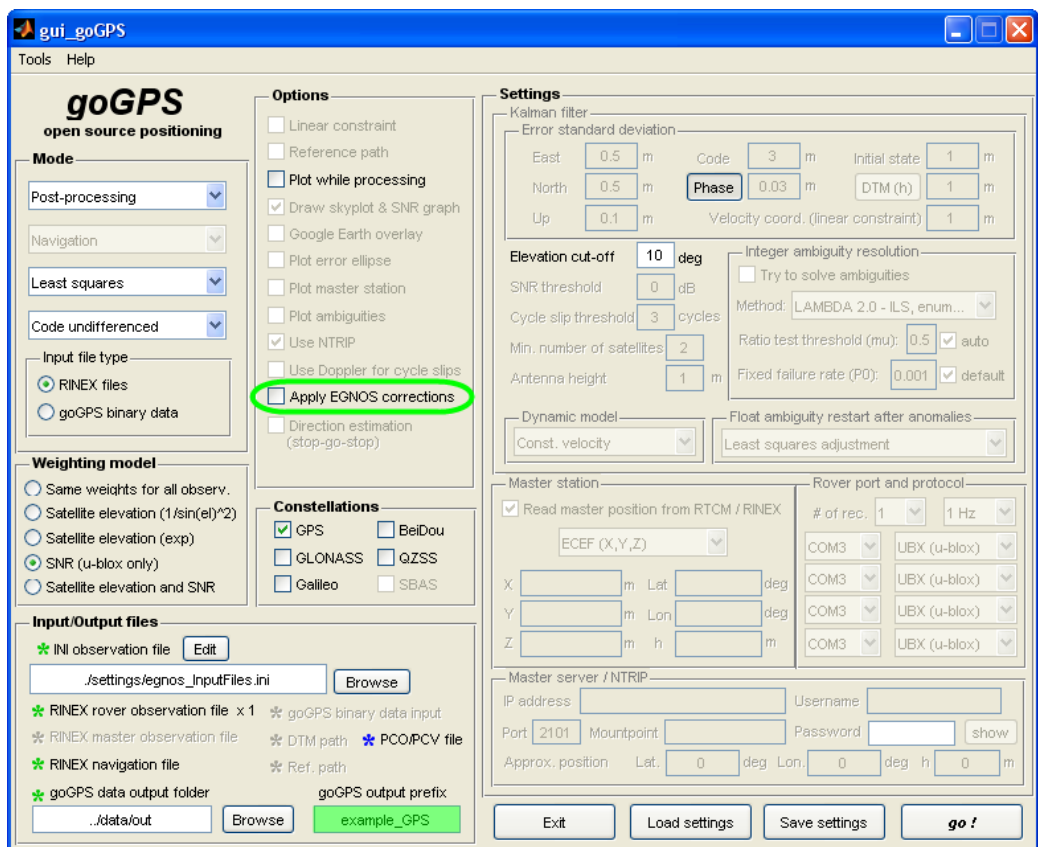 gui_goGPS
Tools Help
goGPS
open source positioning
Mode
Post-processing
Navigation
Least squares
Code undifferenced
Input file type
RINEX files
goGPS binary data
Weighting model
Same weights for all observ.
Satellite elevation (1/sin(el)^2)
Satellite elevation (exp)
SNR (u-blox only)
Satellite elevation and SNR
Options
Linear constraint
Reference path
Plot while processing
Draw skyplot & SNR graph
Google Earth overlay
Plot error ellipse
Plot master station
Plot ambiguities
Use NTRIP
Use Doppler for cycle slips
Apply EGNOS corrections
Direction estimation
(stop-go-stop)
Constellations
GPS BeiDou
GLONASS QZSS
Galileo SBAS
Input/Output files
* INI observation file Edit
./settings/egnos_InputFiles.ini Browse
* RINEX rover observation file x 1 * goGPS binary data input
* RINEX master observation file * DTM path * PCO/PCV file
* RINEX navigation file * Ref. path
* goGPS data output folder goGPS output prefix
../data/out Browse example_GPS
Settings
Kalman filter
Error standard deviation
East 0.5 m Code 3 m Initial state 1 m
North 0.5 m Phase 0.03 m DTM (h) 1 m
Up 0.1 m Velocity coord. (linear constraint) 1 m
Elevation cut-off 10 deg
SNR threshold 0 dB
Cycle slip threshold 3 cycles
Min. number of satellites 2
Antenna height 1 m
Integer ambiguity resolution
Try to solve ambiguities
Method: LAMBDA 2.0 - ILS, enum...
Ratio test threshold (mu): 0.5 auto
Fixed failure rate (P0): 0.001 default
Dynamic model
Const. velocity
Float ambiguity restart after anomalies
Least squares adjustment
Master station
Read master position from RTCM / RINEX
ECEF (X,Y,Z)
X m Lat deg
Y m Lon deg
Z m h m
Rover port and protocol
# of rec. 1 1 Hz
COM3 UBX (u-blox)
COM3 UBX (u-blox)
COM3 UBX (u-blox)
COM3 UBX (u-blox)
Master server / NTRIP
IP address Username
Port 2101 Mountpoint Password show
Approx. position Lat. 0 deg Lon. 0 deg h 0 m
Exit Load settings Save settings go !